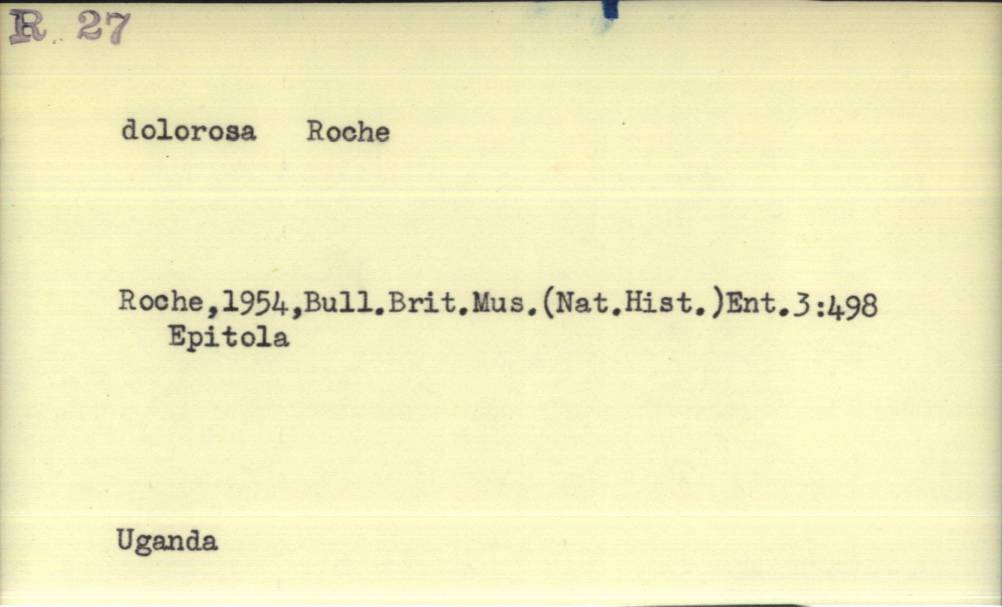 R 27
dolorosa Roche
Roche,1954,Bull.Brit.Mus.(Nat.Hist.)Ent.3:498
Epitola
Uganda